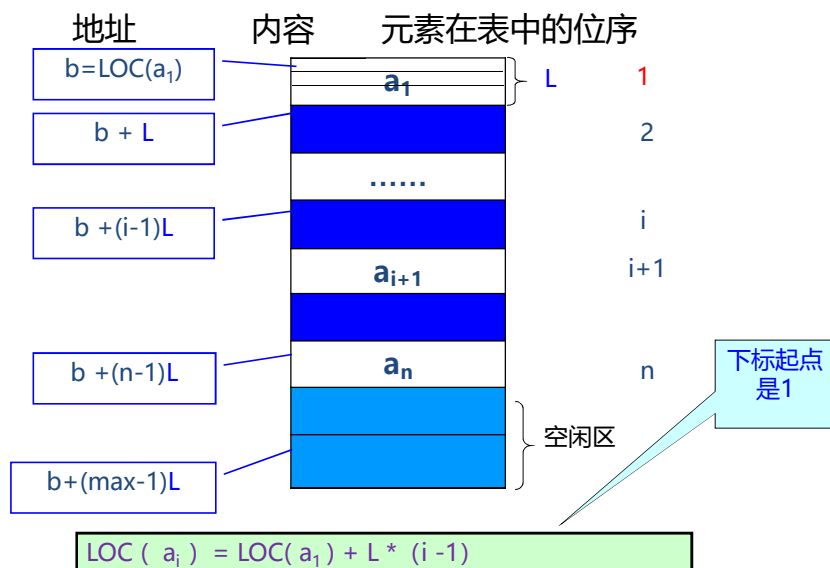 地址 内容 元素在表中的位序
b=LOC(a₁) a₁ L 1
b + L 2
......
b +(i-1)L i
aᵢ₊₁ i+1
b +(n-1)L aₙ n
下标起点
是1
空闲区
b+(max-1)L
LOC ( aᵢ ) = LOC( a₁ ) + L * (i -1)